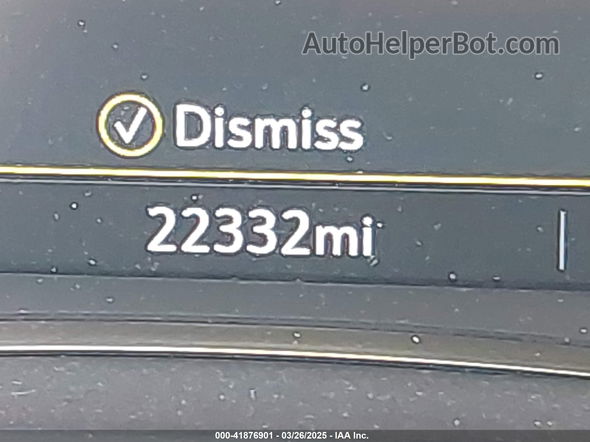 AutoHelperBot.com
Dismiss
22332mi
000-41876901 - 03/26/2025 - IAA Inc.